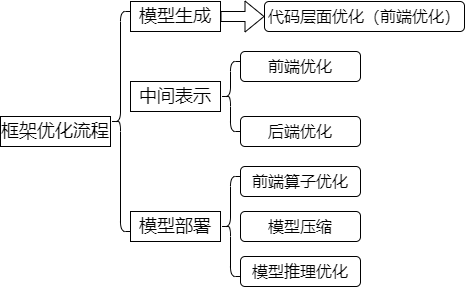 框架优化流程
模型生成
代码层面优化（前端优化）
中间表示
前端优化
后端优化
模型部署
前端算子优化
模型压缩
模型推理优化